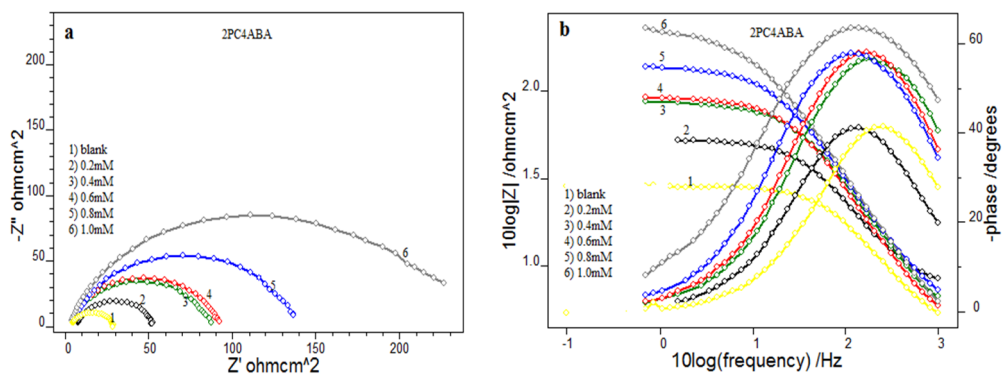 a
2PC4ABA
-Z" ohmcm^2
200
150
100
50
0
1) blank
2) 0.2mM
3) 0.4mM
4) 0.6mM
5) 0.8mM
6) 1.0mM
1
2
3
4
5
6
0
50
100
150
200
Z' ohmcm^2
b
2PC4ABA
10log|Z| /ohmcm^2
2.0
1.5
1.0
6
5
4
3
2
1
1) blank
2) 0.2mM
3) 0.4mM
4) 0.6mM
5) 0.8mM
6) 1.0mM
60
40
20
0
-phase /degrees
-1
0
1
2
3
10log(frequency) /Hz